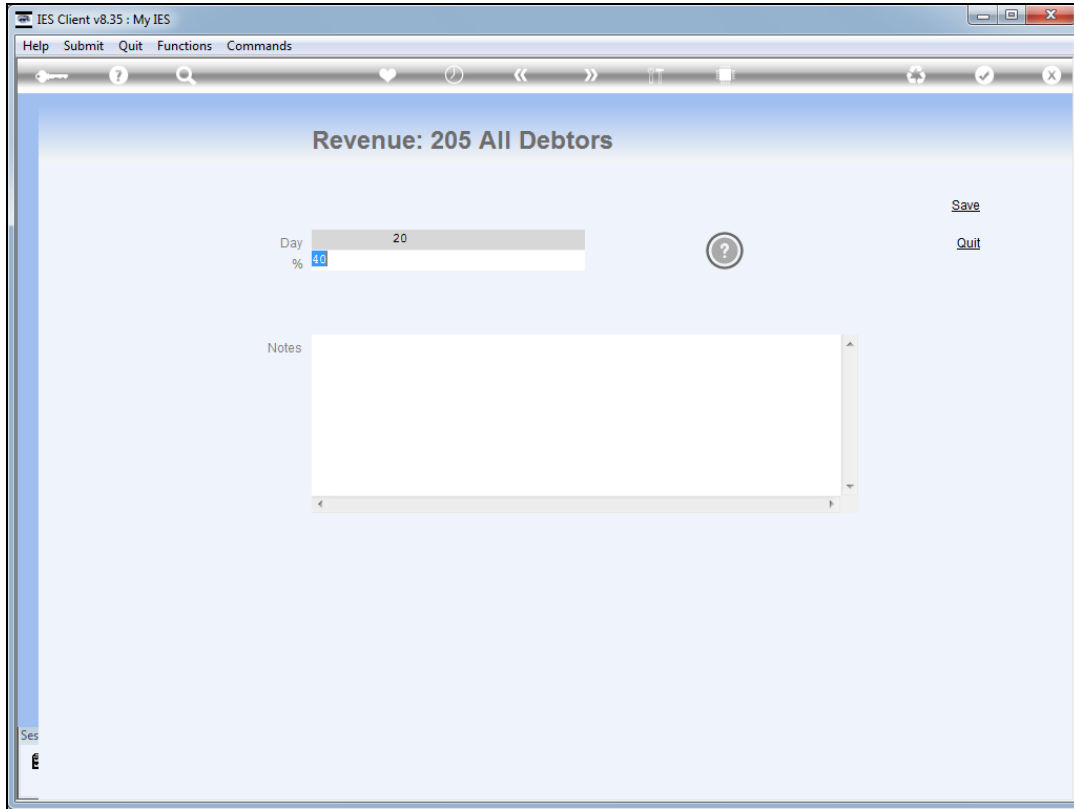 IES Client v8.35 : My IES
Help Submit Quit Functions Commands
Revenue: 205 All Debtors
Save
Day 20
Quit
% 40
Notes
Ses